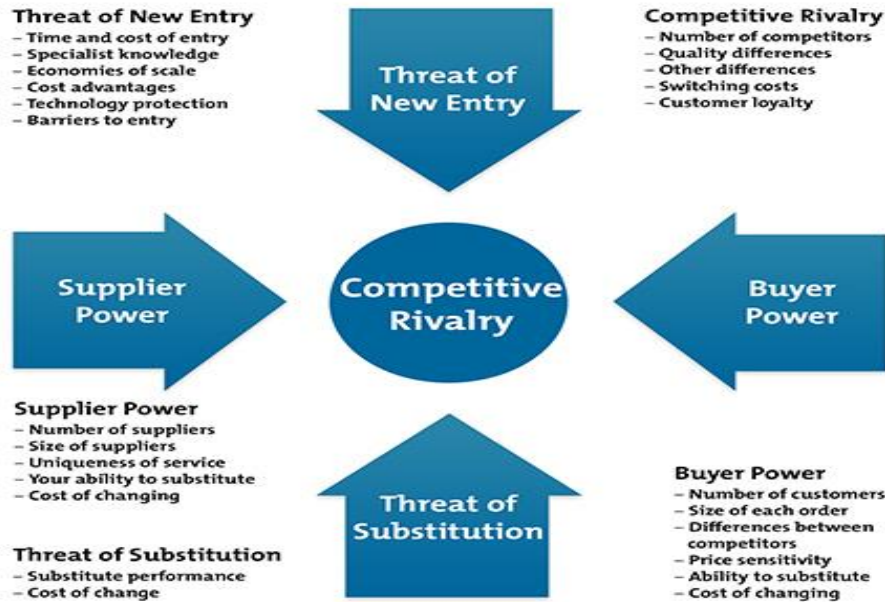 Threat of New Entry
– Time and cost of entry
– Specialist knowledge
– Economies of scale
– Cost advantages
– Technology protection
– Barriers to entry
Threat of
New Entry
Competitive Rivalry
– Number of competitors
– Quality differences
– Other differences
– Switching costs
– Customer loyalty
Supplier
Power
Competitive
Rivalry
Buyer
Power
Supplier Power
– Number of suppliers
– Size of suppliers
– Uniqueness of service
– Your ability to substitute
– Cost of changing
Threat of Substitution
– Substitute performance
– Cost of change
Threat of
Substitution
Buyer Power
– Number of customers
– Size of each order
– Differences between
competitors
– Price sensitivity
– Ability to substitute
– Cost of changing